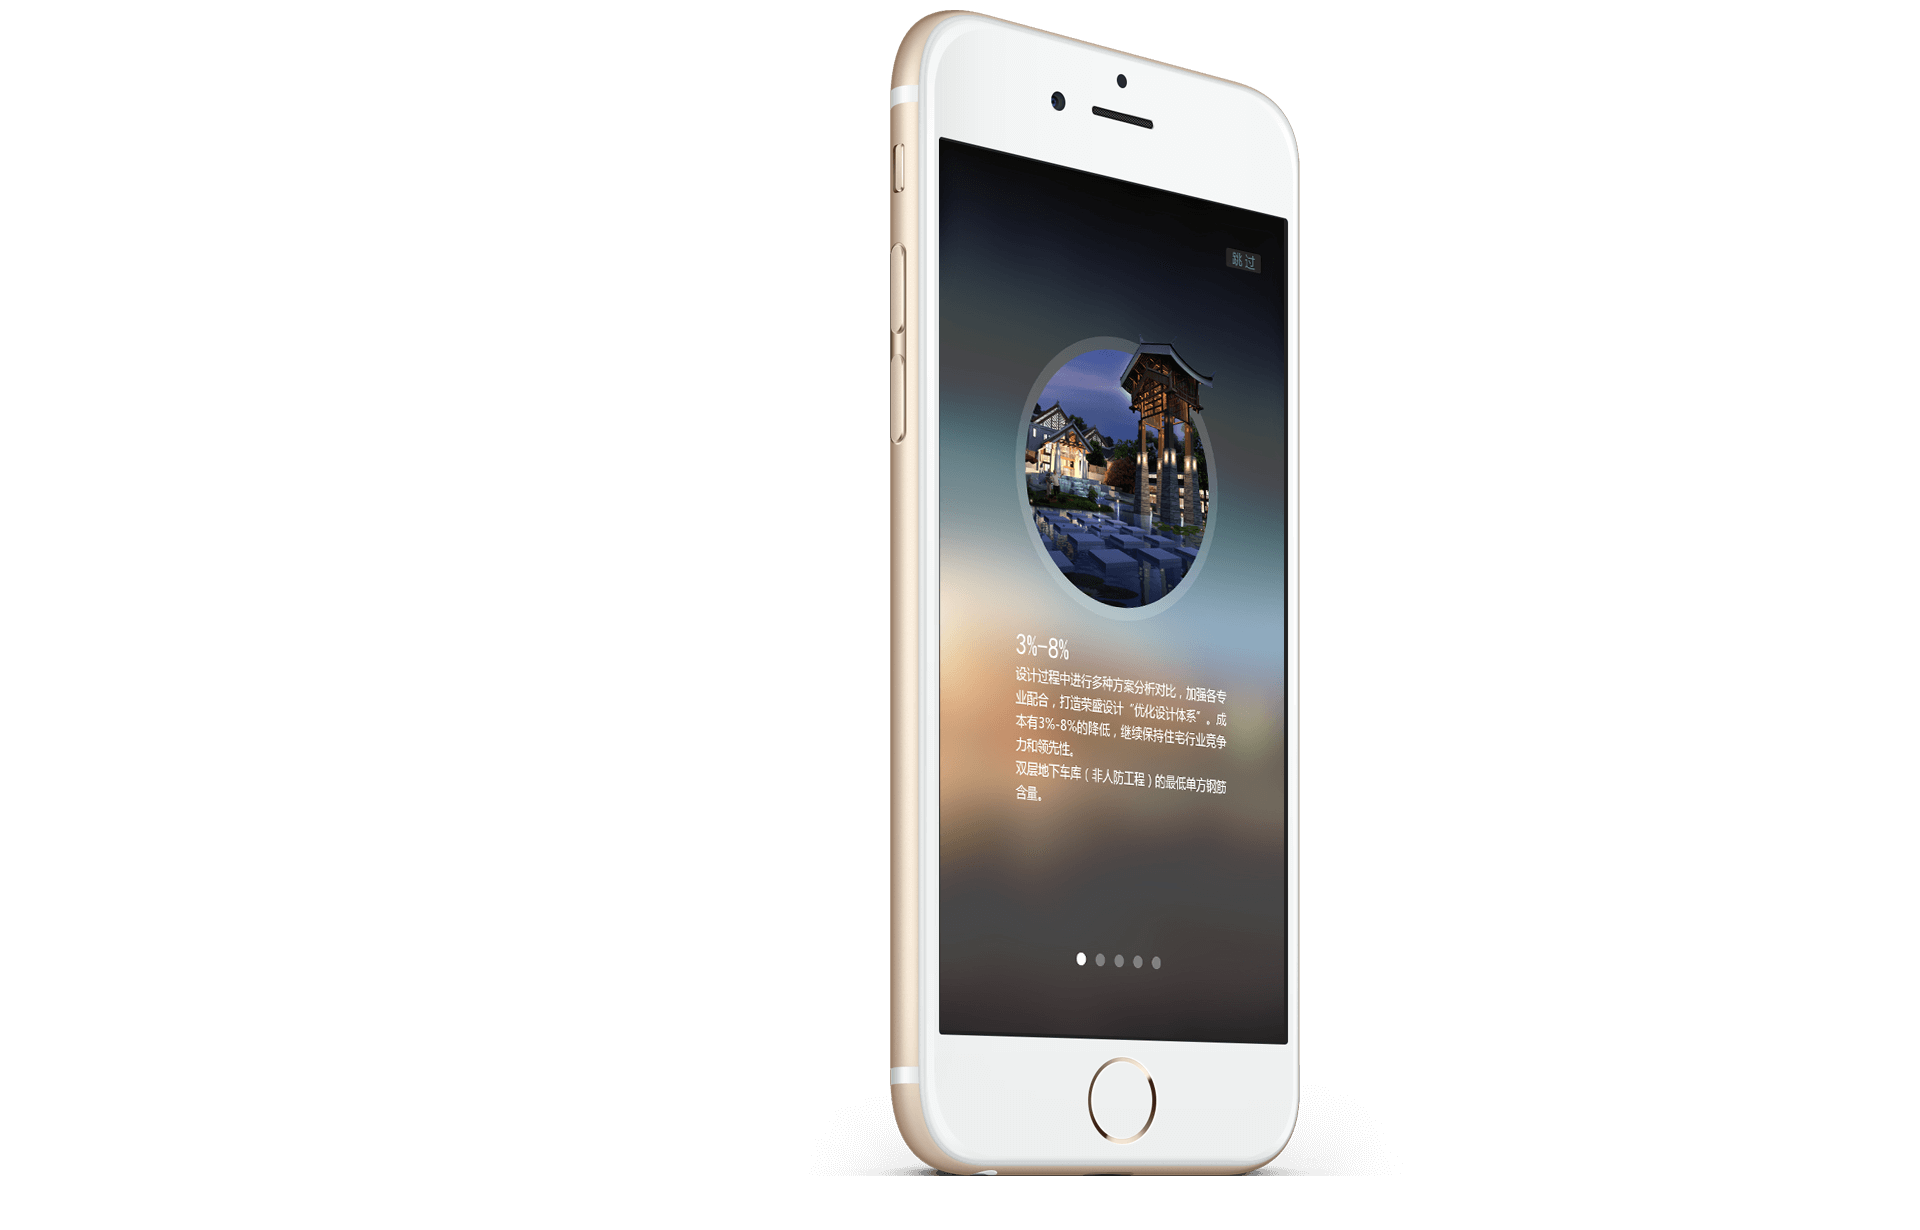 跳过
3%-8%
设计过程中进行多种方案分析对比，加强各专
业配合，打造荣盛设计“优化设计体系”。成
本有3%-8%的降低，继续保持住宅行业竞争
力和领先性。
双层地下车库（非人防工程）的最低单方钢筋
含量。